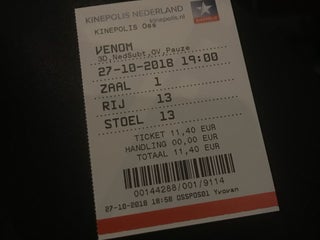 KINEPOLIS NEDERLAND
kinepolis.nl
KINEPOLIS Oss
VENOM
3D,NedSubt,OV,Pauze
27-10-2018 19:00
ZAAL 1
RIJ 13
STOEL 13
TICKET 11,40 EUR
HANDLING 00,00 EUR
TOTAAL 11,40 EUR
00144288/001/9114
27-10-2018 18:58 OSSPOS01 Yvoven